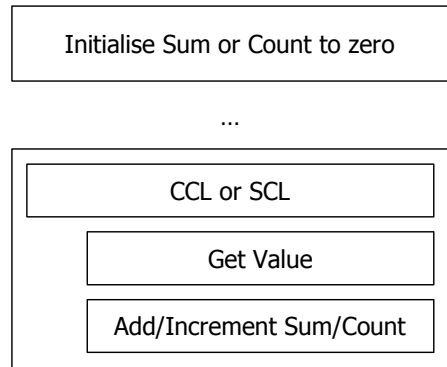 Initialise Sum or Count to zero
...
CCL or SCL
Get Value
Add/Increment Sum/Count